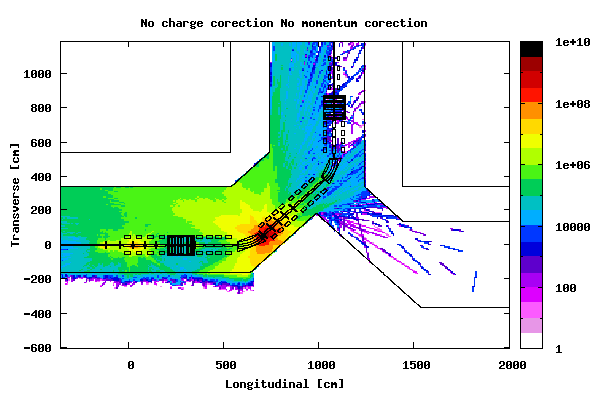 No charge corection No momentum corection
1e+10
1000
800
1e+08
600
400
1e+06
200
10000
0
-200
100
-400
-600
1
0
500
1000
1500
2000
Transverse [cm]
Longitudinal [cm]